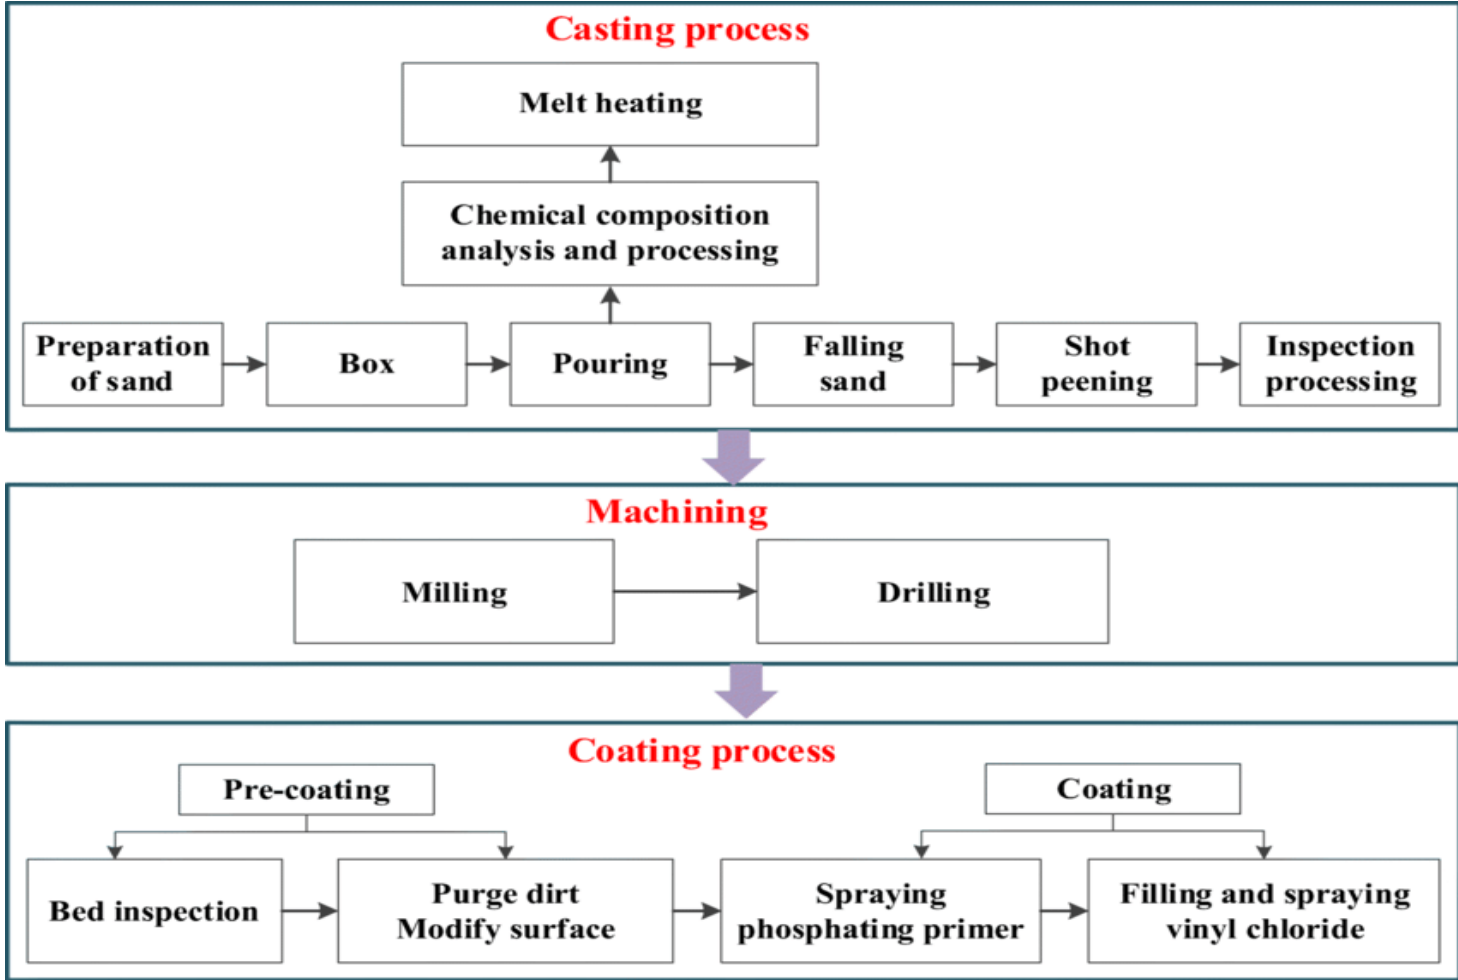 Casting process
Melt heating
Chemical composition
analysis and processing
Preparation
of sand
Box
Pouring
Falling
sand
Shot
peening
Inspection
processing
Machining
Milling
Drilling
Coating process
Pre-coating
Coating
Bed inspection
Purge dirt
Modify surface
Spraying
phosphating primer
Filling and spraying
vinyl chloride